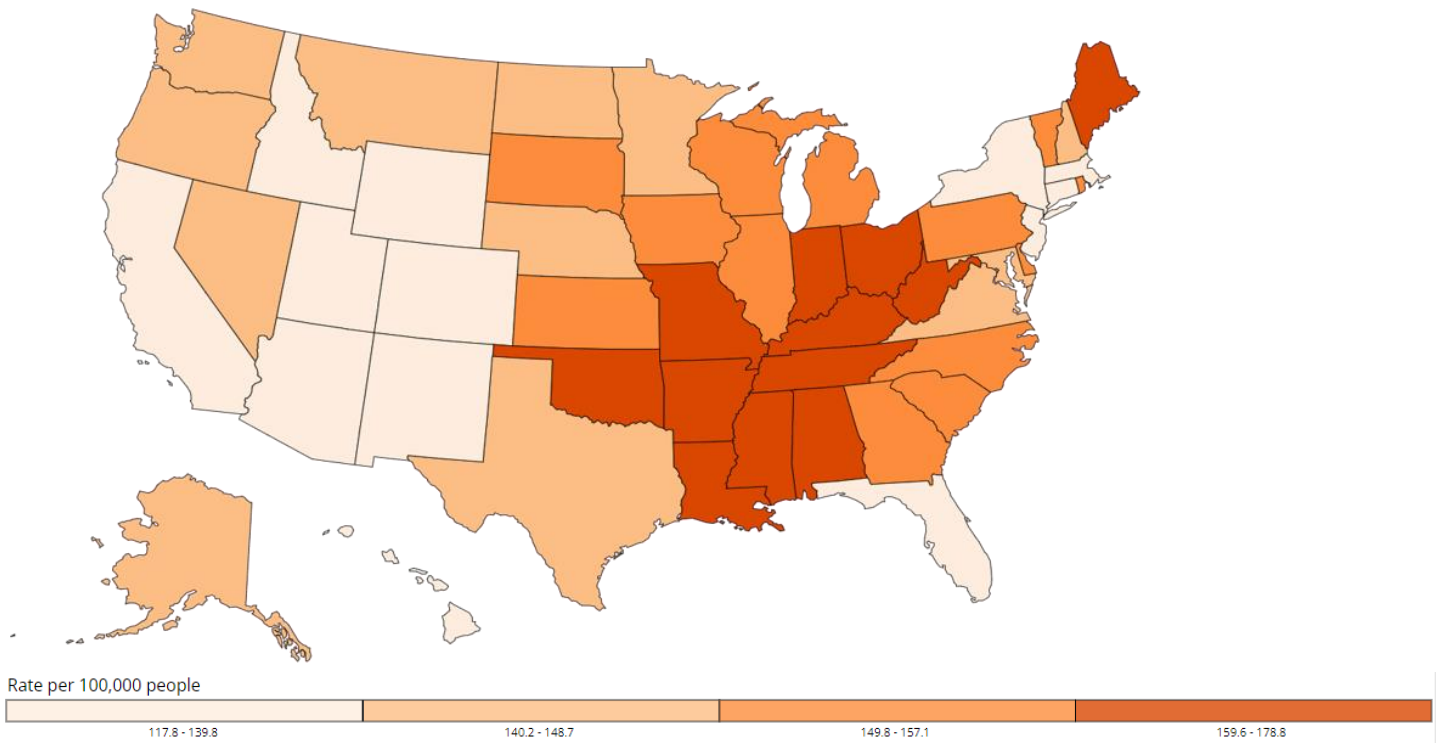 Rate per 100,000 people
117.8 - 139.8
140.2 - 148.7
149.8 - 157.1
159.6 - 178.8